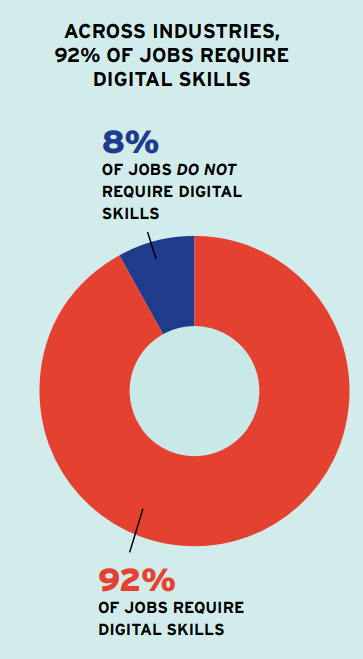 ACROSS INDUSTRIES,
92% OF JOBS REQUIRE
DIGITAL SKILLS
8%
OF JOBS DO NOT
REQUIRE DIGITAL
SKILLS
92%
OF JOBS REQUIRE
DIGITAL SKILLS